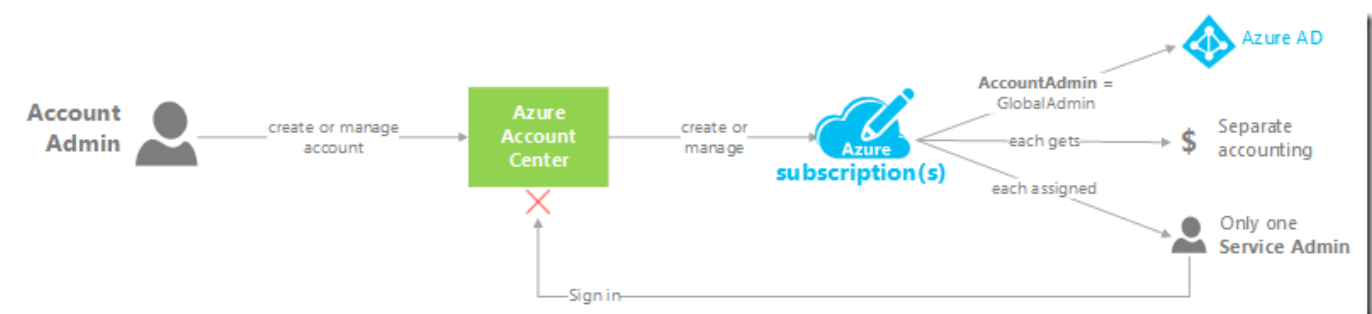 Account
Admin
create or manage
account
Azure
Account
Center
create or
manage
Azure
subscription(s)
AccountAdmin =
GlobalAdmin
Azure AD
each gets
$ Separate
accounting
each assigned
Only one
Service Admin
Sign in